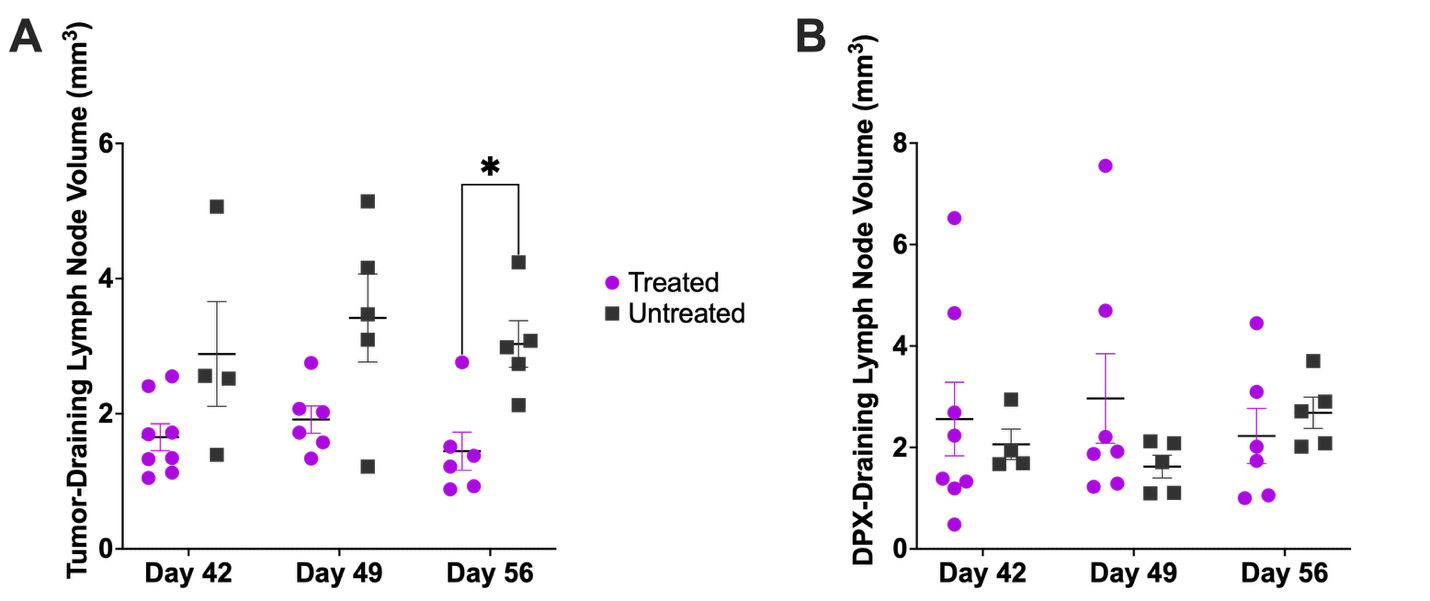 A
Tumor-Draining Lymph Node Volume (mm³)
6
4
2
0
*
Day 42
Day 49
Day 56
Treated
Untreated
B
DPX-Draining Lymph Node Volume (mm³)
8
6
4
2
0
Day 42
Day 49
Day 56